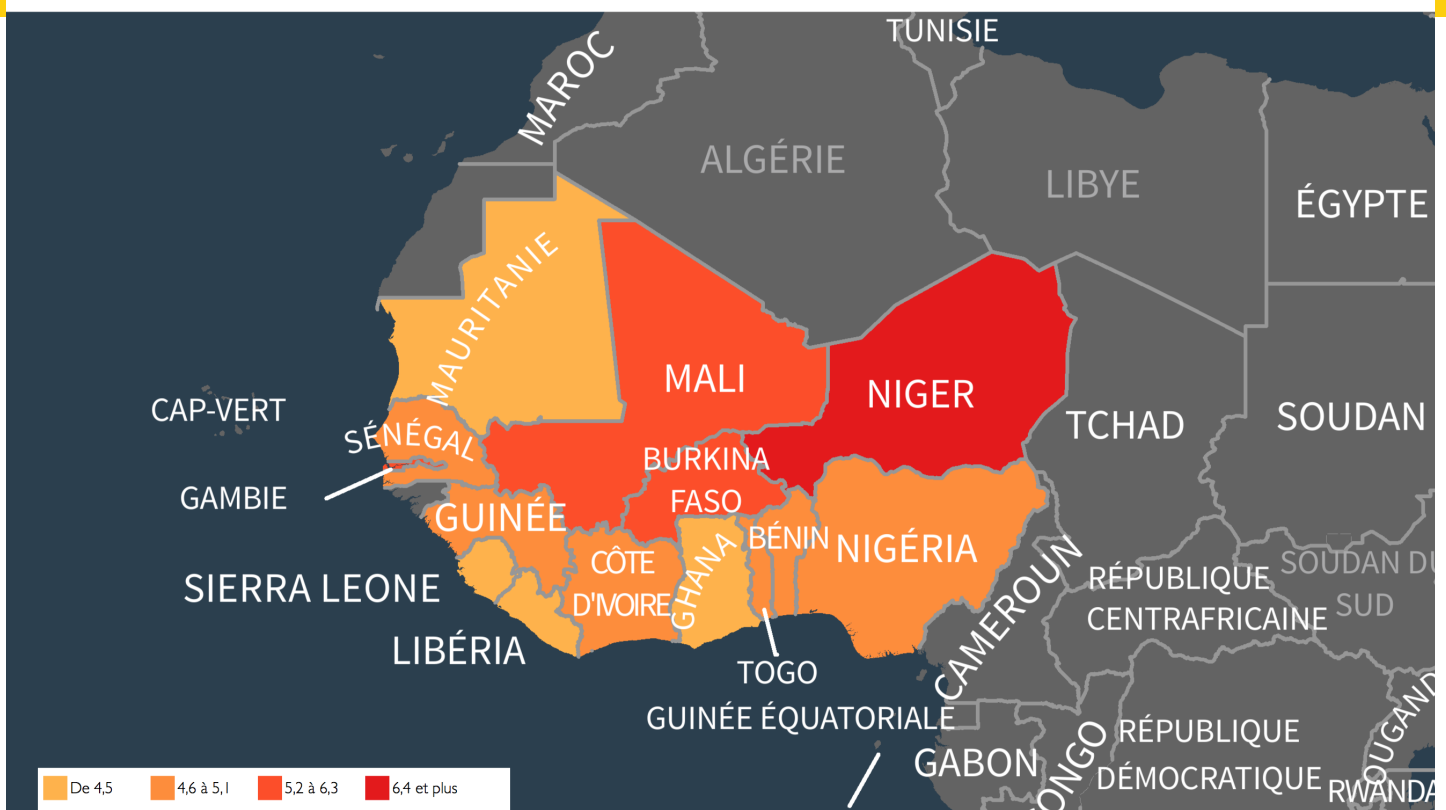 TUNISIE
MAROC
ALGÉRIE
LIBYE
ÉGYPTE
MAURITANIE
MALI
NIGER
CAP-VERT
TCHAD
SOUDAN
SÉNÉGAL
BURKINA
FASO
GAMBIE
GUINÉE
BÉNIN
NIGÉRIA
GHANA
CÔTE
D'IVOIRE
SIERRA LEONE
LIBÉRIA
CAMEROUN
RÉPUBLIQUE
CENTRAFRICAINE
SOUDAN DU
SUD
TOGO
GUINÉE ÉQUATORIALE
GABON
ONGO
RÉPUBLIQUE
DÉMOCRATIQUE
OUGAND
RWANDA
De 4,5
4,6 à 5,1
5,2 à 6,3
6,4 et plus